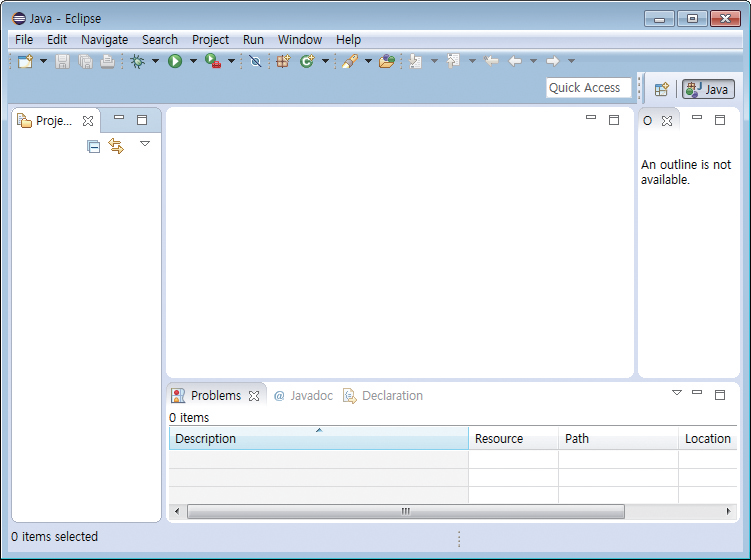 Java - Eclipse
File Edit Navigate Search Project Run Window Help
Quick Access
Java
Proje...
O
An outline is not
available.
Problems @ Javadoc Declaration
0 items
Description Resource Path Location
0 items selected